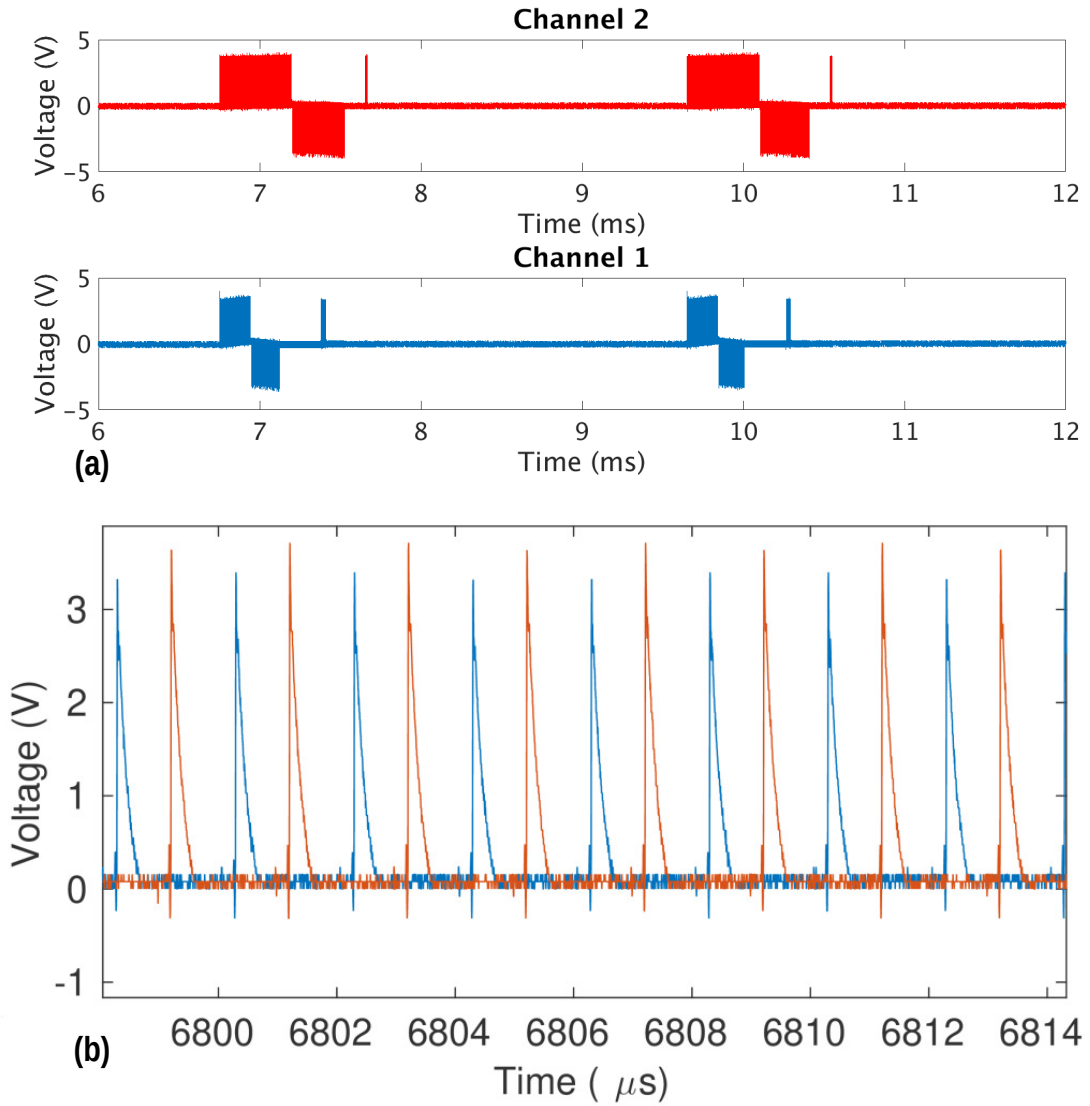 Channel 2
Voltage (V)
5
0
-5
6 7 8 9 10 11 12
Time (ms)
Channel 1
Voltage (V)
5
0
-5
6 7 8 9 10 11 12
Time (ms)
(a)
Voltage (V)
3
2
1
0
-1
6800 6802 6804 6806 6808 6810 6812 6814
(b)
Time ( μs)